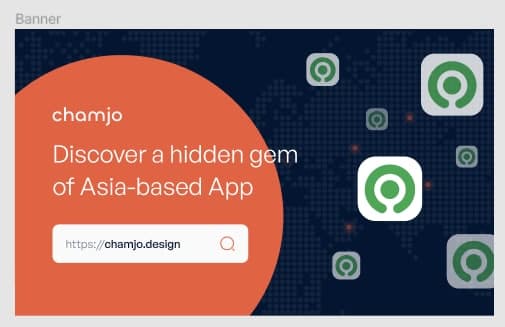 Banner
chamjo
Discover a hidden gem
of Asia-based App
https://chamjo.design